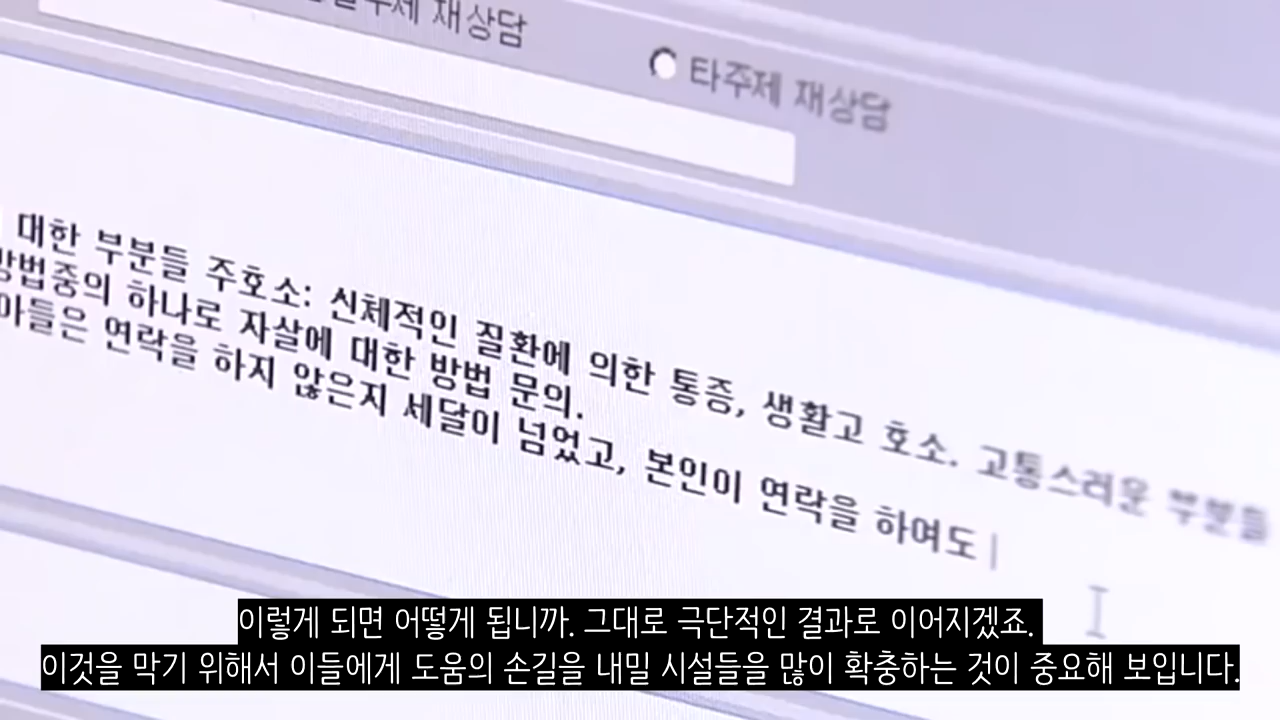 재상담
타주제 재상담
대한 부분들 주호소: 신체적인 질환에 의한 통증, 생활고 호소. 고통스러운 부분들
방법중의 하나로 자살에 대한 방법 문의.
아들은 연락을 하지 않은지 세달이 넘었고, 본인이 연락을 하여도
이렇게 되면 어떻게 됩니까. 그대로 극단적인 결과로 이어지겠죠.
이것을 막기 위해서 이들에게 도움의 손길을 내밀 시설들을 많이 확충하는 것이 중요해 보입니다.